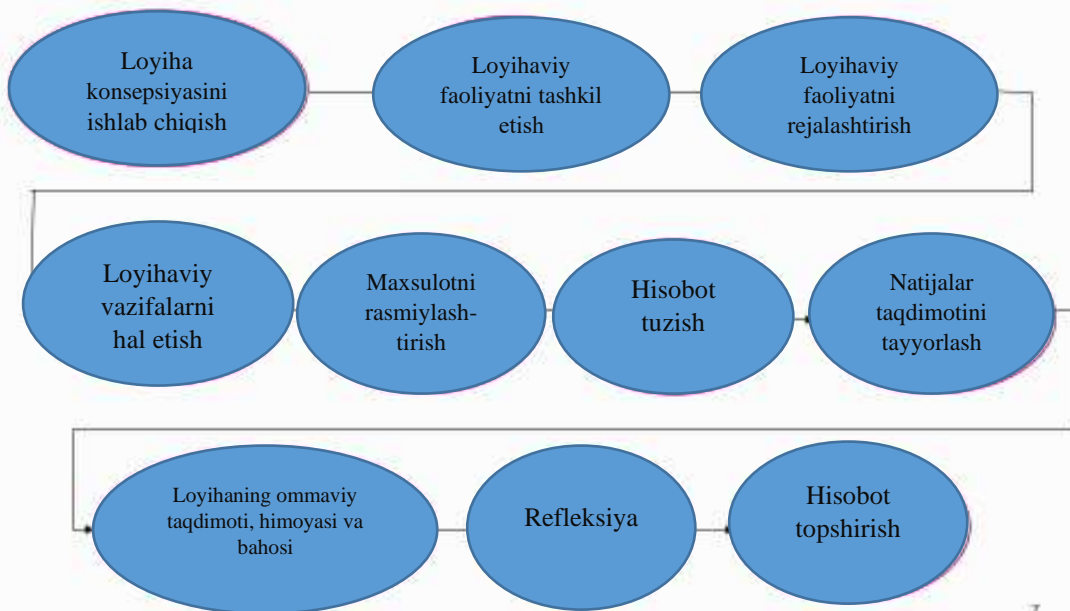 Loyiha
konsepsiyasini
ishlab chiqish
Loyihaviy
faoliyatni tashkil
etish
Loyihaviy
faoliyatni
rejalashtirish
Loyihaviy
vazifalarni
hal etish
Maxsulotni
rasmiylash-
tirish
Hisobot
tuzish
Natijalar
taqdimotini
tayyorlash
Loyihaning ommaviy
taqdimoti, himoyasi va
bahosi
Refleksiya
Hisobot
topshirish